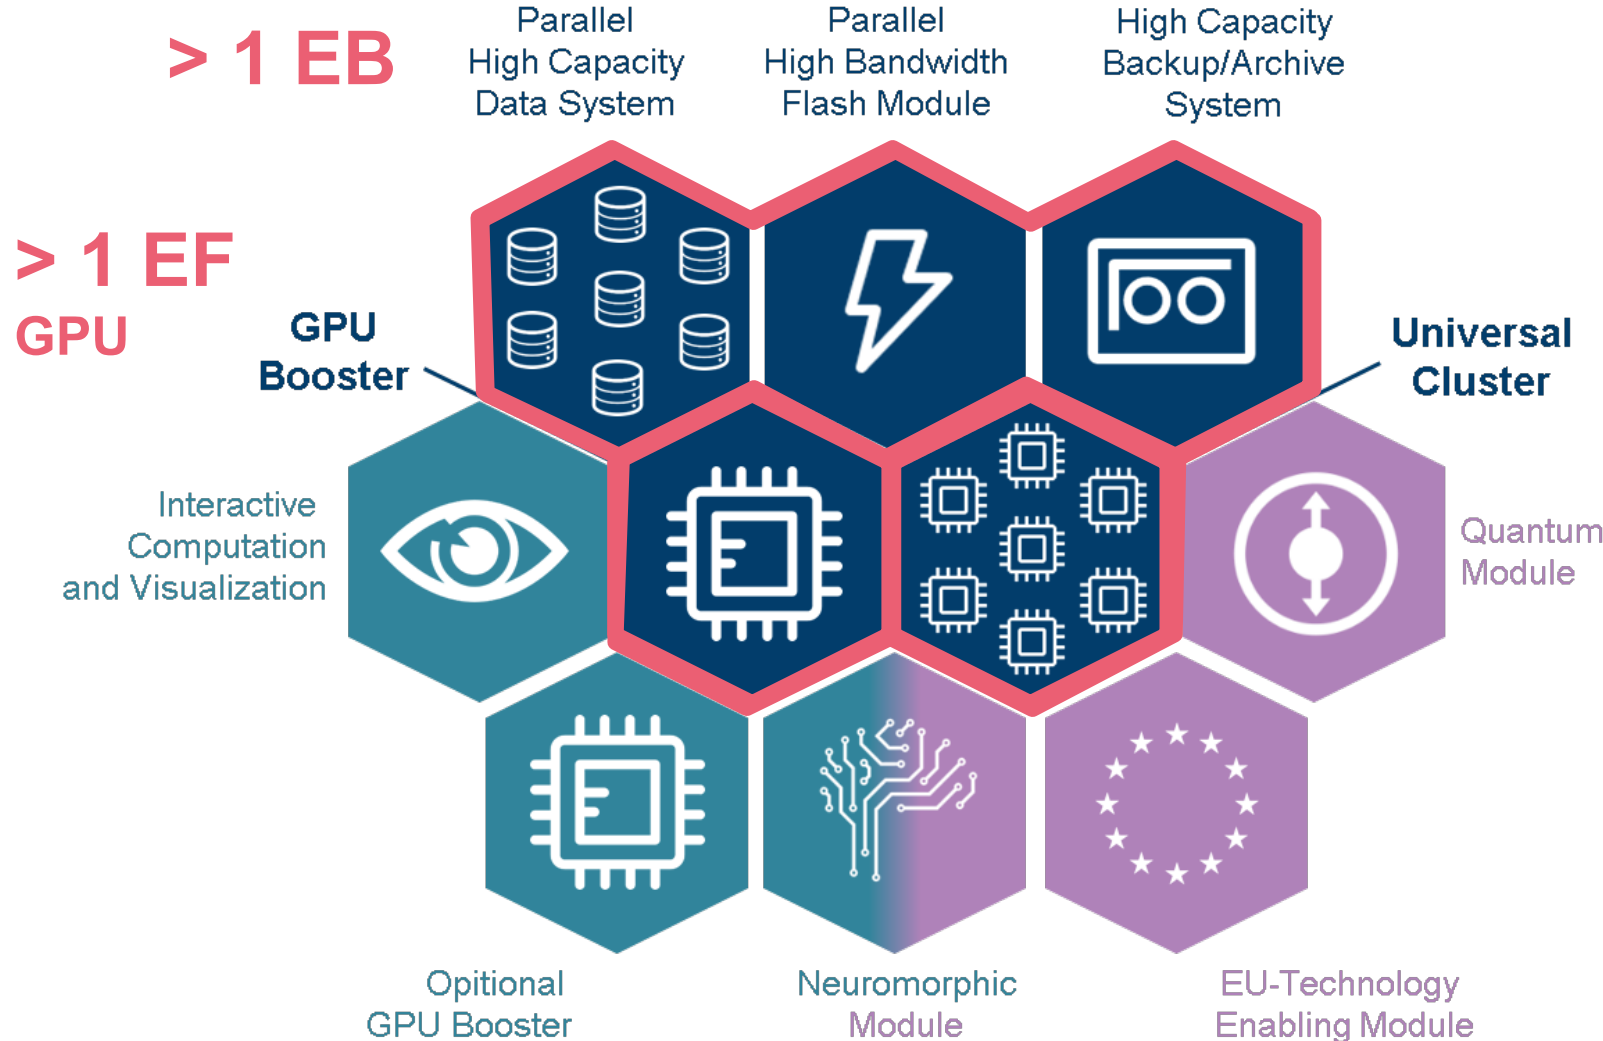 > 1 EB
Parallel
High Capacity
Data System
Parallel
High Bandwidth
Flash Module
High Capacity
Backup/Archive
System
> 1 EF
GPU
GPU
Booster
Universal
Cluster
Interactive
Computation
and Visualization
Quantum
Module
Opitional
GPU Booster
Neuromorphic
Module
EU-Technology
Enabling Module